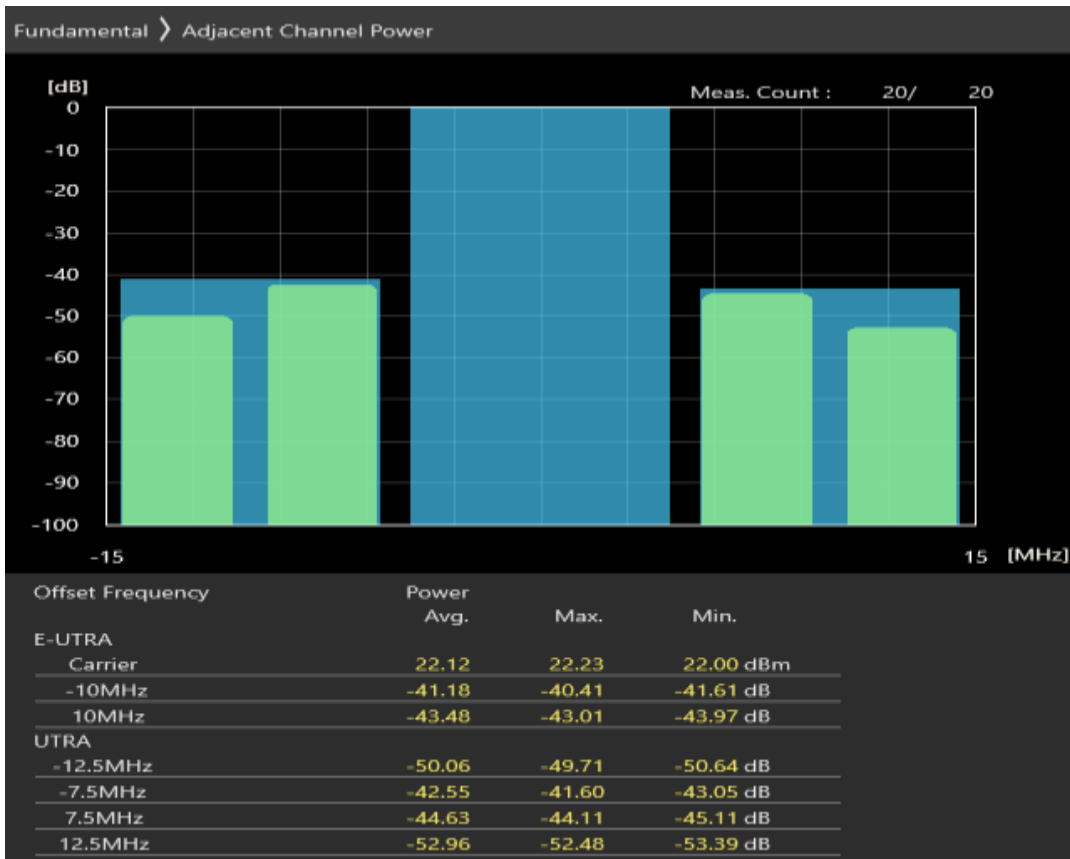 Fundamental 〉 Adjacent Channel Power
[dB]
Meas. Count : 20/ 20
0
-10
-20
-30
-40
-50
-60
-70
-80
-90
-100
-15 15 [MHz]
Offset Frequency Power
Avg. Max. Min.
E-UTRA
Carrier 22.12 22.23 22.00 dBm
-10MHz -41.18 -40.41 -41.61 dB
10MHz -43.48 -43.01 -43.97 dB
UTRA
-12.5MHz -50.06 -49.71 -50.64 dB
-7.5MHz -42.55 -41.60 -43.05 dB
7.5MHz -44.63 -44.11 -45.11 dB
12.5MHz -52.96 -52.48 -53.39 dB